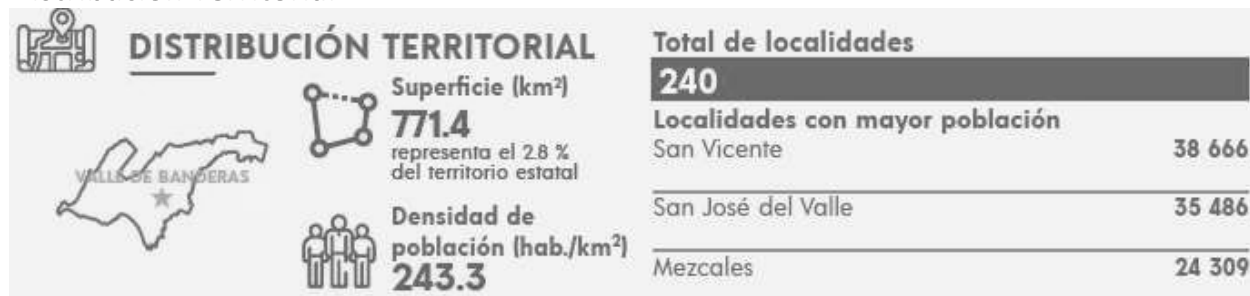 DISTRIBUCIÓN TERRITORIAL
VALLE DE BANDERAS
Superficie (km²)
771.4
representa el 2.8 %
del territorio estatal
Densidad de
población (hab./km²)
243.3
Total de localidades
240
Localidades con mayor población
San Vicente 38 666
San José del Valle 35 486
Mezcales 24 309